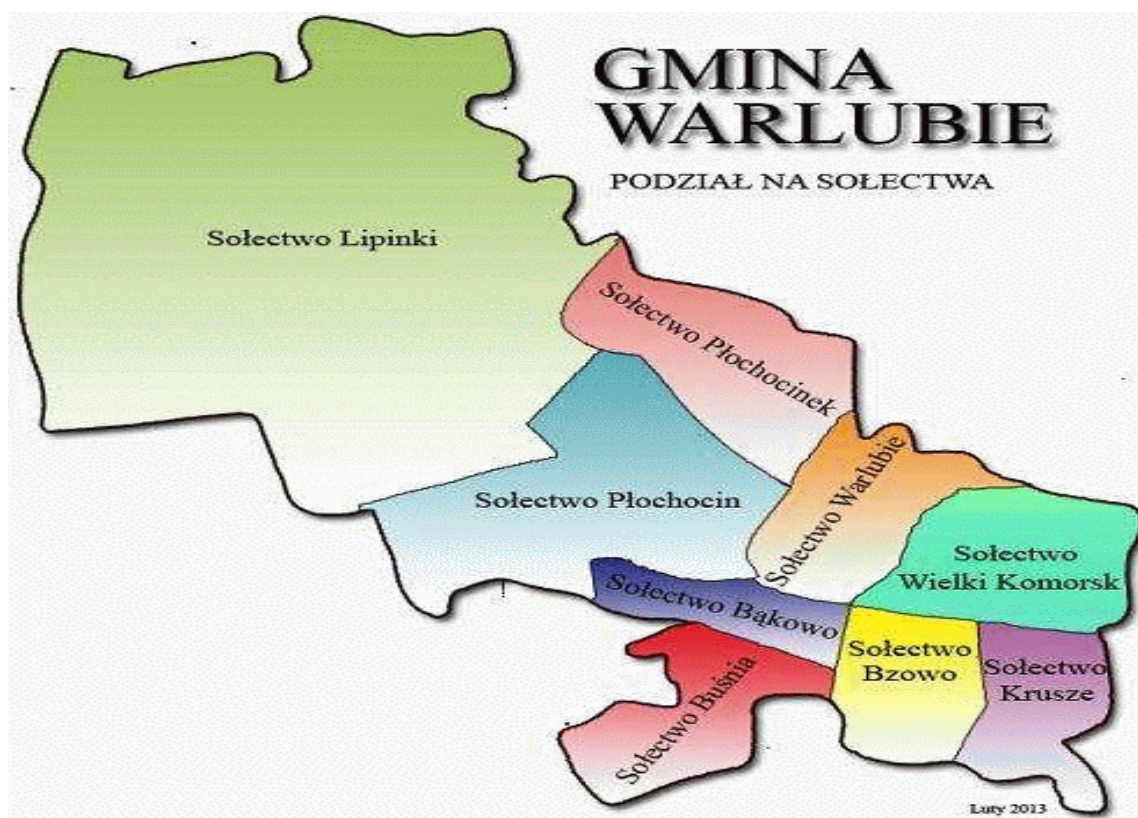 GMINA
WARLUBIE
PODZIAŁ NA SOŁECTWA
Sołectwo Lipinki
Sołectwo Płochocinek
Sołectwo Płochocin
Sołectwo Warlubie
Sołectwo
Wielki Komorsk
Sołectwo Bąkowo
Sołectwo
Bzowo
Sołectwo
Krusze
Sołectwo Buśnia
Luty 2013